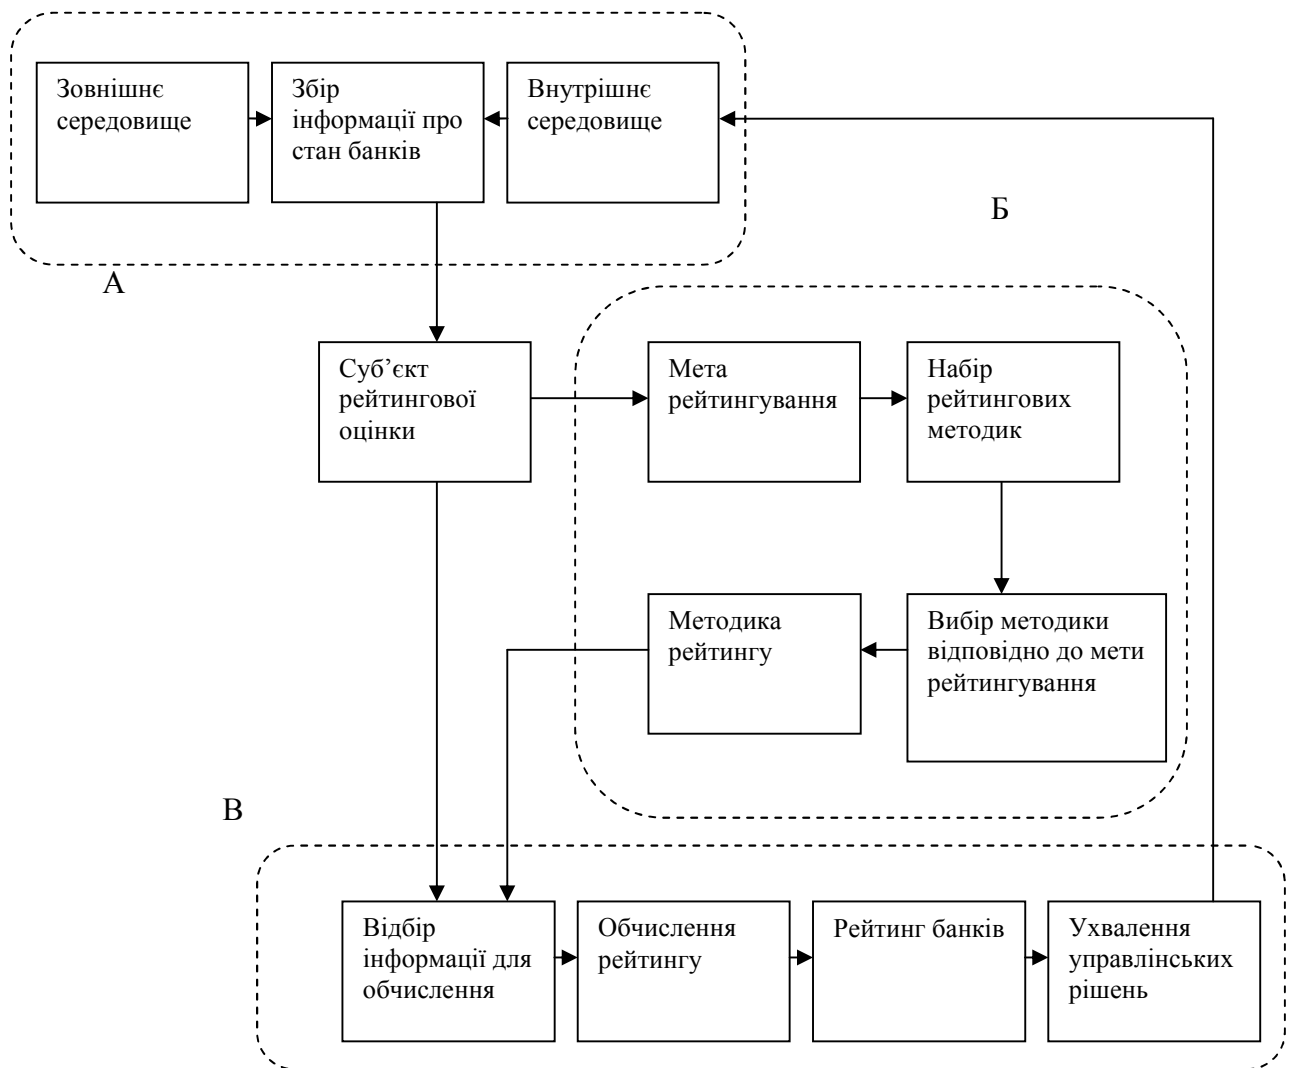 Зовнішнє
середовище
Збір
інформації про
стан банків
Внутрішнє
середовище
Б
А
Суб’єкт
рейтингової
оцінки
Мета
рейтингування
Набір
рейтингових
методик
Методика
рейтингу
Вибір методики
відповідно до мети
рейтингування
В
Відбір
інформації для
обчислення
Обчислення
рейтингу
Рейтинг банків
Ухвалення
управлінських
рішень